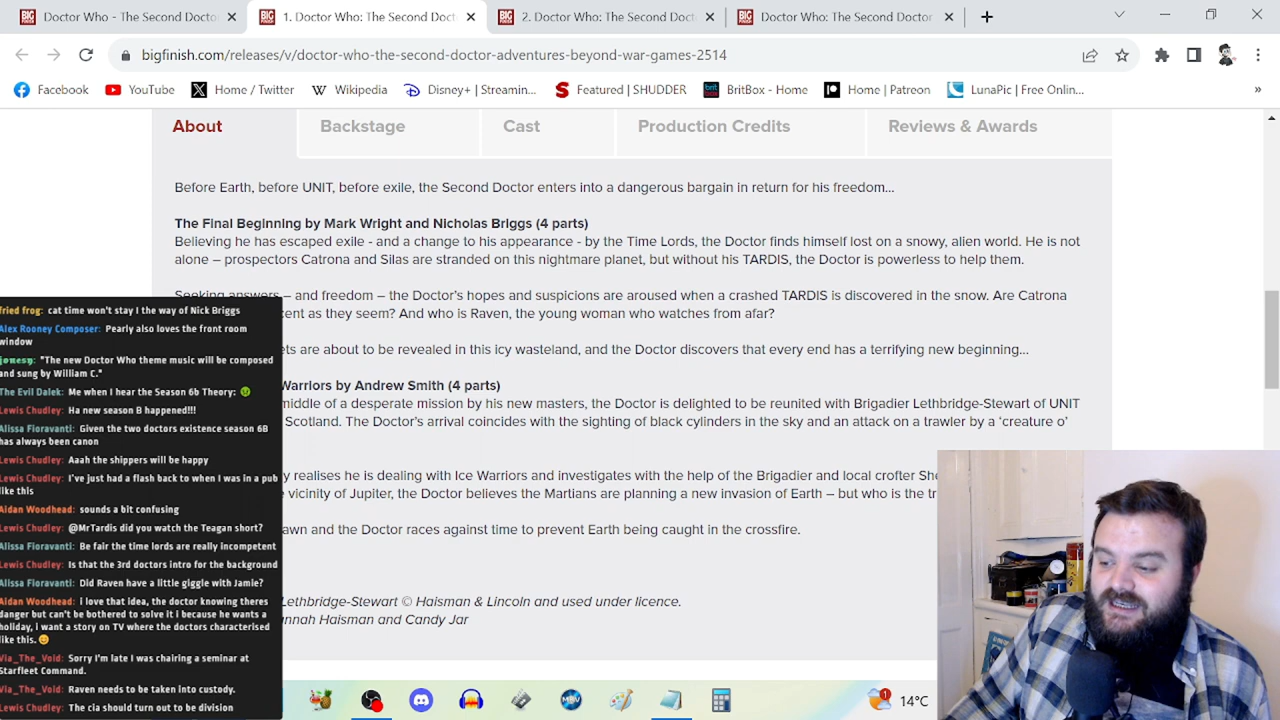 Doctor Who - The Second Doct
1. Doctor Who: The Second Doct
2. Doctor Who: The Second Doct
Doctor Who: The Second Doctor
bigfinish.com/releases/v/doctor-who-the-second-doctor-adventures-beyond-war-games-2514
Facebook
YouTube
Home / Twitter
Wikipedia
Disney+ | Streamin...
Featured | SHUDDER
BritBox - Home
Home | Patreon
LunaPic | Free Onlin...
About
Backstage
Cast
Production Credits
Reviews & Awards
Before Earth, before UNIT, before exile, the Second Doctor enters into a dangerous bargain in return for his freedom...
The Final Beginning by Mark Wright and Nicholas Briggs (4 parts)
Believing he has escaped exile - and a change to his appearance - by the Time Lords, the Doctor finds himself lost on a snowy, alien world. He is not
alone – prospectors Catrona and Silas are stranded on this nightmare planet, but without his TARDIS, the Doctor is powerless to help them.
Seeking answers – and freedom – the Doctor's hopes and suspicions are aroused when a crashed TARDIS is discovered in the snow. Are Catrona
cent as they seem? And who is Raven, the young woman who watches from afar?
ets are about to be revealed in this icy wasteland, and the Doctor discovers that every end has a terrifying new beginning...
Warriors by Andrew Smith (4 parts)
middle of a desperate mission by his new masters, the Doctor is delighted to be reunited with Brigadier Lethbridge-Stewart of UNIT
Scotland. The Doctor's arrival coincides with the sighting of black cylinders in the sky and an attack on a trawler by a 'creature o'
y realises he is dealing with Ice Warriors and investigates with the help of the Brigadier and local crofter She
vicinity of Jupiter, the Doctor believes the Martians are planning a new invasion of Earth – but who is the tr
awn and the Doctor races against time to prevent Earth being caught in the crossfire.
Lethbridge-Stewart © Haisman & Lincoln and used under licence.
annah Haisman and Candy Jar
fried frog: cat time won't stay I the way of Nick Briggs
Alex Rooney Composer: Pearly also loves the front room
window
jonesy: "The new Doctor Who theme music will be composed
and sung by William C."
The Evil Dalek: Me when I hear the Season 6b Theory: 🤢
Lewis Chudley: Ha new season B happened!!!
Alissa Fioravanti: Given the two doctors existence season 6B
has always been canon
Lewis Chudley: Aaah the shippers will be happy
Lewis Chudley: I've just had a flash back to when I was in a pub
like this
Aidan Woodhead: sounds a bit confusing
Lewis Chudley: @MrTardis did you watch the Teagan short?
Alissa Fioravanti: Be fair the time lords are really incompetent
Lewis Chudley: Is that the 3rd doctors intro for the background
Alissa Fioravanti: Did Raven have a little giggle with Jamie?
Aidan Woodhead: i love that idea, the doctor knowing theres
danger but can't be bothered to solve it i because he wants a
holiday, i want a story on TV where the doctors characterised
like this. 😊
Via_The_Void: Sorry I'm late I was chairing a seminar at
Starfleet Command.
Via_The_Void: Raven needs to be taken into custody.
Lewis Chudley: The cia should turn out to be division
14°C